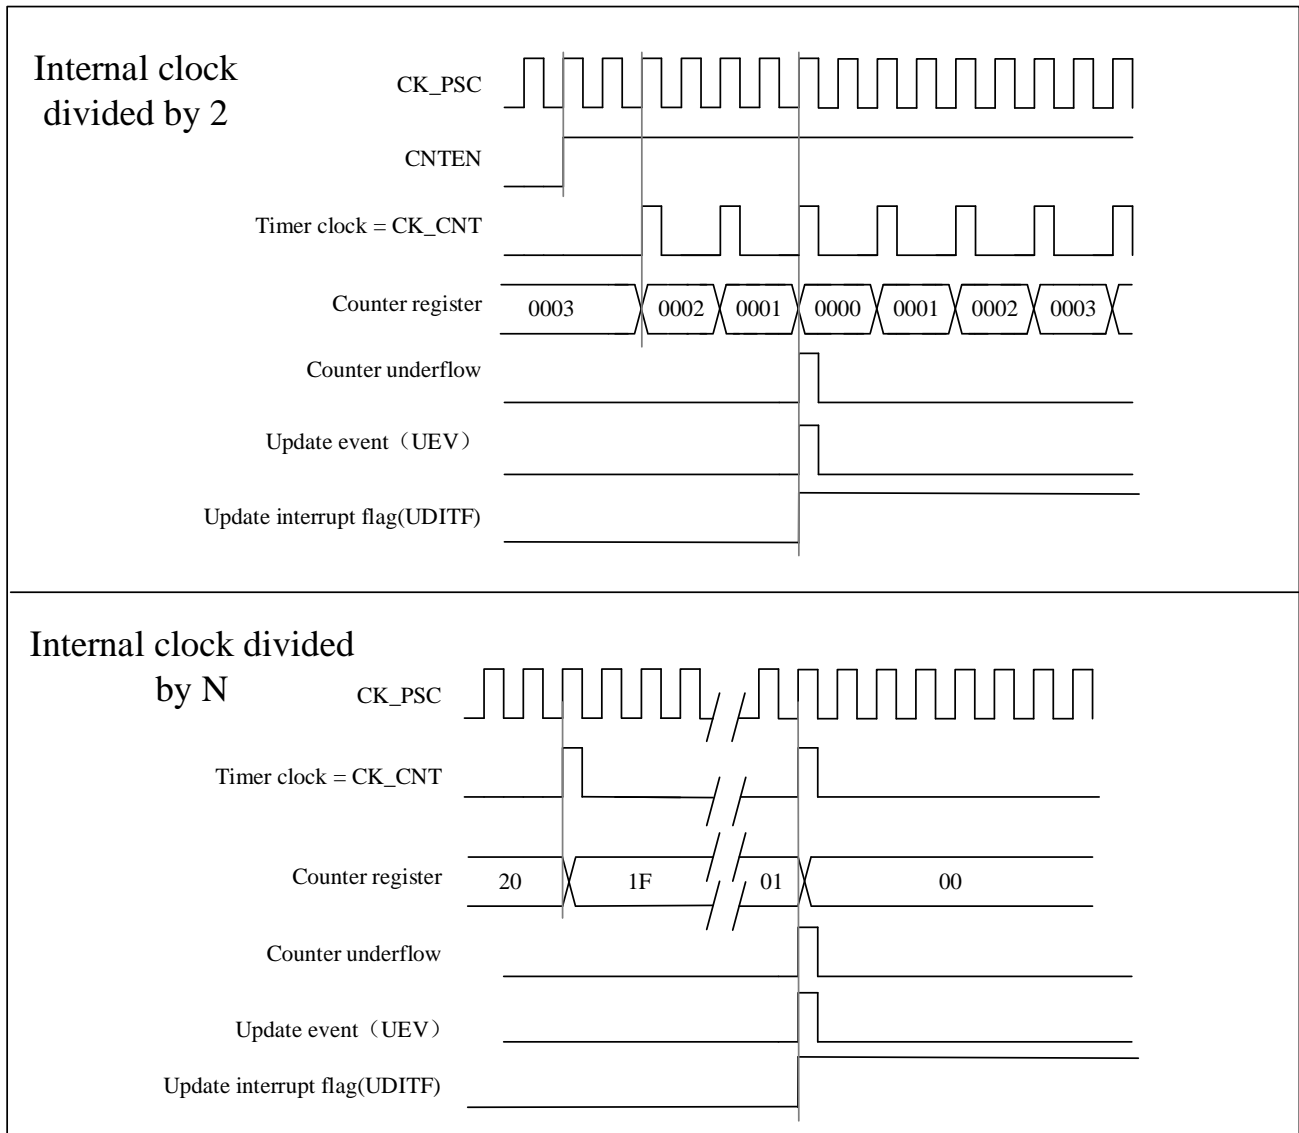 Internal clock
divided by 2
CK_PSC
CNTEN
Timer clock = CK_CNT
Counter register
0003 0002 0001 0000 0001 0002 0003
Counter underflow
Update event（UEV）
Update interrupt flag(UDITF)
Internal clock divided
by N
CK_PSC
Timer clock = CK_CNT
Counter register
20 1F 01 00
Counter underflow
Update event（UEV）
Update interrupt flag(UDITF)